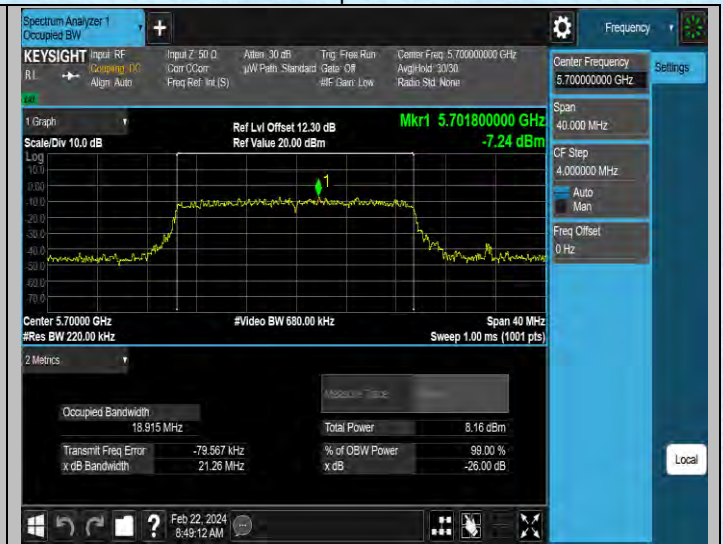 Spectrum Analyzer 1
Occupied BW
Frequency
KEYSIGHT Input: RF
Coupling: DC
Align: Auto
Input Z: 50 Ω
Corr CCorr
Freq Ref: Int (S)
Atten: 30 dB
µW Path: Standard
Trig: Free Run
Gate: Off
#IF Gain: Low
Center Freq: 5.700000000 GHz
Avg|Hold: 30/30
Radio Std: None
Center Frequency
5.700000000 GHz
Settings
Span
40.000 MHz
CF Step
4.000000 MHz
Auto
Man
Freq Offset
0 Hz
1 Graph
Scale/Div 10.0 dB
Ref Lvl Offset 12.30 dB
Ref Value 20.00 dBm
Mkr1 5.701800000 GHz
-7.24 dBm
Log
10.0
0.00
-10.0
-20.0
-30.0
-40.0
-50.0
-60.0
-70.0
1
Center 5.70000 GHz
#Res BW 220.00 kHz
#Video BW 680.00 kHz
Span 40 MHz
Sweep 1.00 ms (1001 pts)
2 Metrics
Measure Trace
Occupied Bandwidth
18.915 MHz
Total Power 8.16 dBm
Transmit Freq Error -79.567 kHz
% of OBW Power 99.00 %
x dB Bandwidth 21.26 MHz
x dB -26.00 dB
Local
Feb 22, 2024
8:49:12 AM